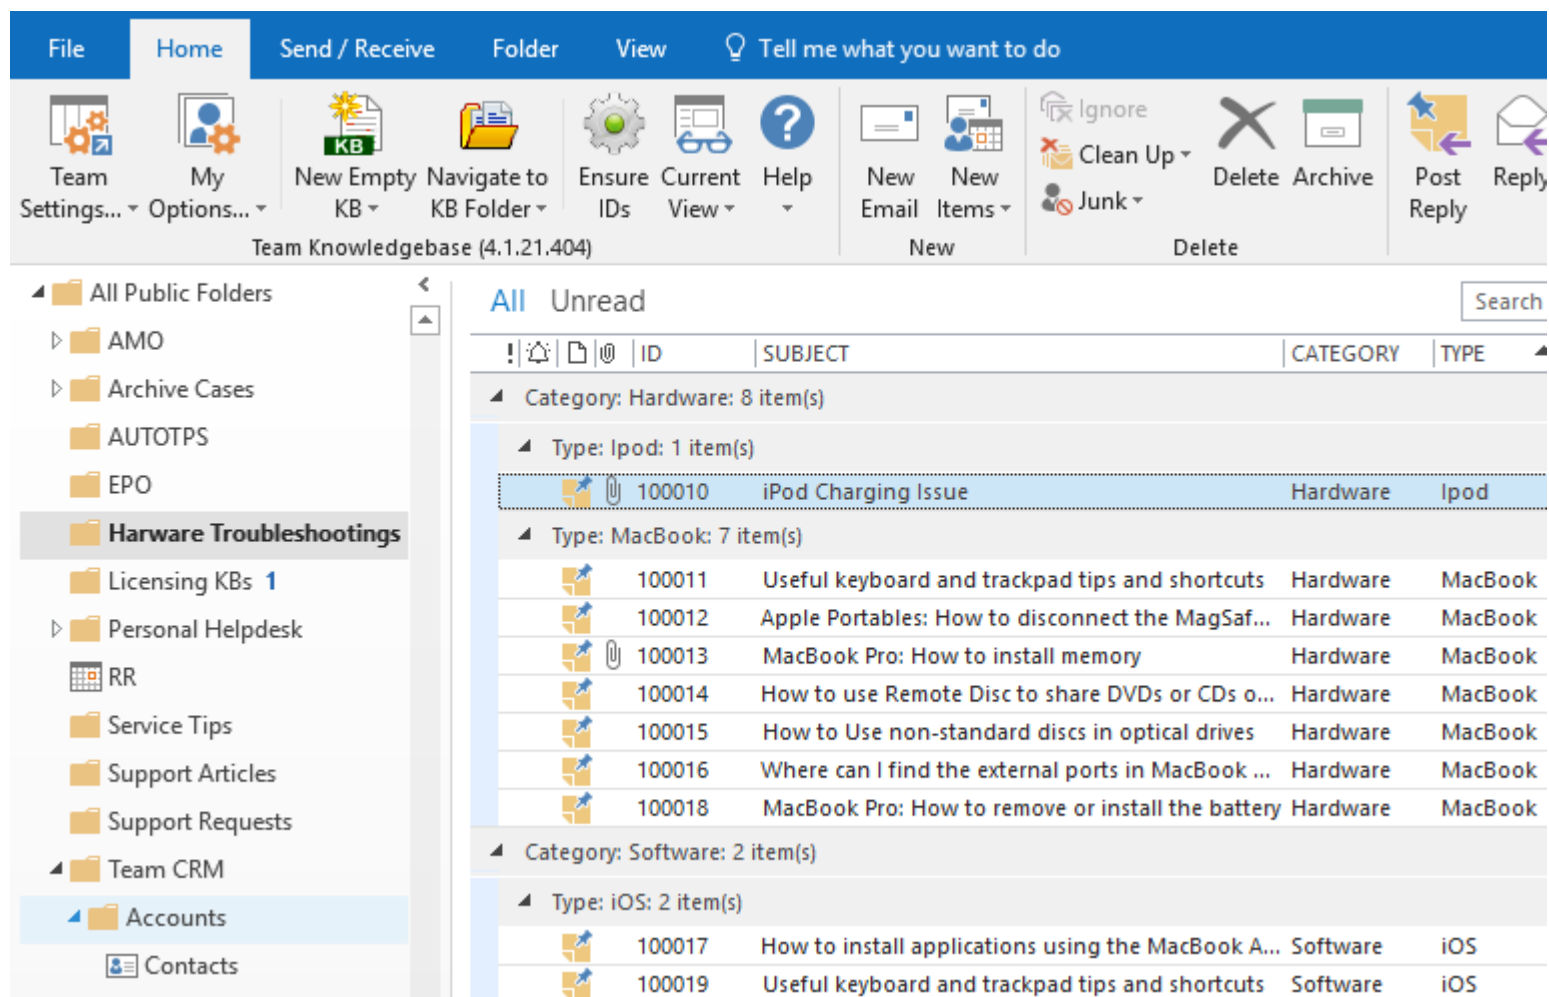 File Home Send / Receive Folder View Tell me what you want to do
Team Settings... My Options... New Empty KB Navigate to KB Folder Ensure IDs Current View Help
Team Knowledgebase (4.1.21.404)
New Email New Items
New
Ignore
Clean Up
Junk
Delete Archive
Delete
Post Reply Reply
All Public Folders
AMO
Archive Cases
AUTOTPS
EPO
Harware Troubleshootings
Licensing KBs 1
Personal Helpdesk
RR
Service Tips
Support Articles
Support Requests
Team CRM
Accounts
Contacts
All Unread
Search
! ID SUBJECT CATEGORY TYPE
Category: Hardware: 8 item(s)
Type: Ipod: 1 item(s)
100010 iPod Charging Issue Hardware Ipod
Type: MacBook: 7 item(s)
100011 Useful keyboard and trackpad tips and shortcuts Hardware MacBook
100012 Apple Portables: How to disconnect the MagSaf... Hardware MacBook
100013 MacBook Pro: How to install memory Hardware MacBook
100014 How to use Remote Disc to share DVDs or CDs o... Hardware MacBook
100015 How to Use non-standard discs in optical drives Hardware MacBook
100016 Where can I find the external ports in MacBook ... Hardware MacBook
100018 MacBook Pro: How to remove or install the battery Hardware MacBook
Category: Software: 2 item(s)
Type: iOS: 2 item(s)
100017 How to install applications using the MacBook A... Software iOS
100019 Useful keyboard and trackpad tips and shortcuts Software iOS